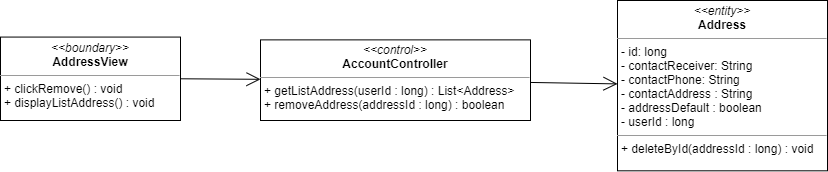 <<boundary>>
AddressView
+ clickRemove() : void
+ displayListAddress() : void
<<control>>
AccountController
+ getListAddress(userId : long) : List<Address>
+ removeAddress(addressId : long) : boolean
<<entity>>
Address
- id: long
- contactReceiver: String
- contactPhone: String
- contactAddress : String
- addressDefault : boolean
- userId : long
+ deleteById(addressId : long) : void